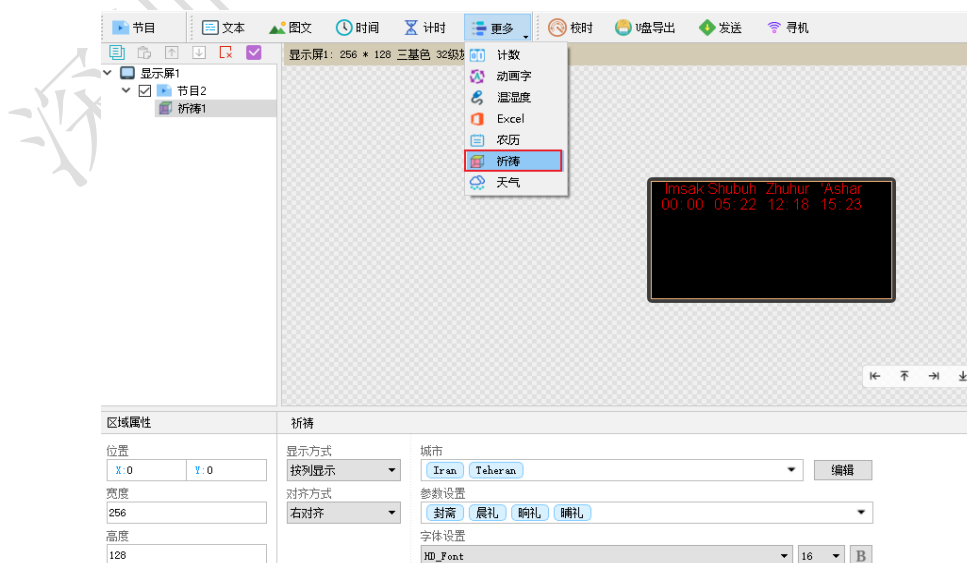 节目 文本 图文 时间 计时 更多 校时 U盘导出 发送 寻机
显示屏1: 256 * 128 三基色 32级
计数
动画字
温湿度
Excel
农历
祈祷
天气
显示屏1
节目2
祈祷1
Imsak Shubuh Zhuhur 'Ashar
00:00 05:22 12:18 15:23
区域属性 祈祷
位置 显示方式 城市
X:0 Y:0 按列显示 Iran Teheran 编辑
宽度 对齐方式 参数设置
256 右对齐 封斋 晨礼 晌礼 晡礼
高度 字体设置
128 HD_Font 16 B